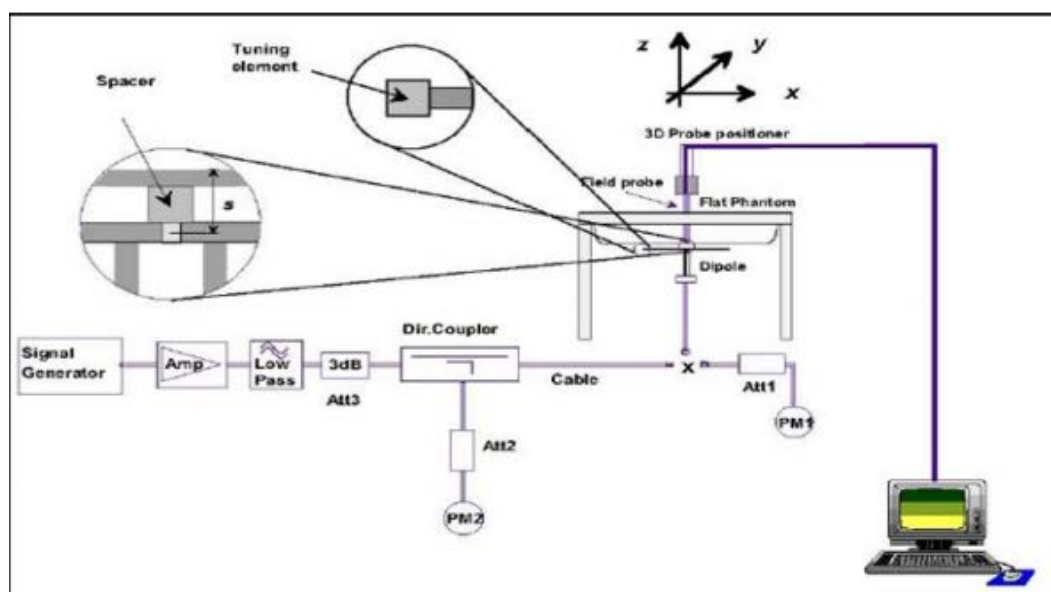 Tuning
element
Spacer
s
z
y
x
3D Probe positioner
Field probe
Flat Phantom
Dipole
Signal
Generator
Amp
Low
Pass
3dB
Att3
Dir.Coupler
Cable
X
Att1
PM1
Att2
PM2